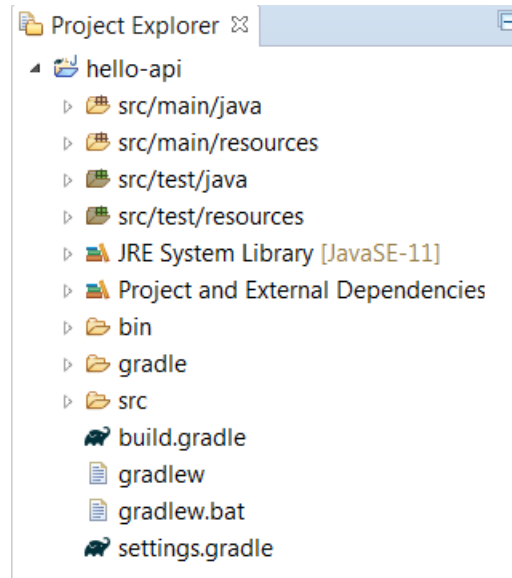 Project Explorer
hello-api
src/main/java
src/main/resources
src/test/java
src/test/resources
JRE System Library [JavaSE-11]
Project and External Dependencies
bin
gradle
src
build.gradle
gradlew
gradlew.bat
settings.gradle